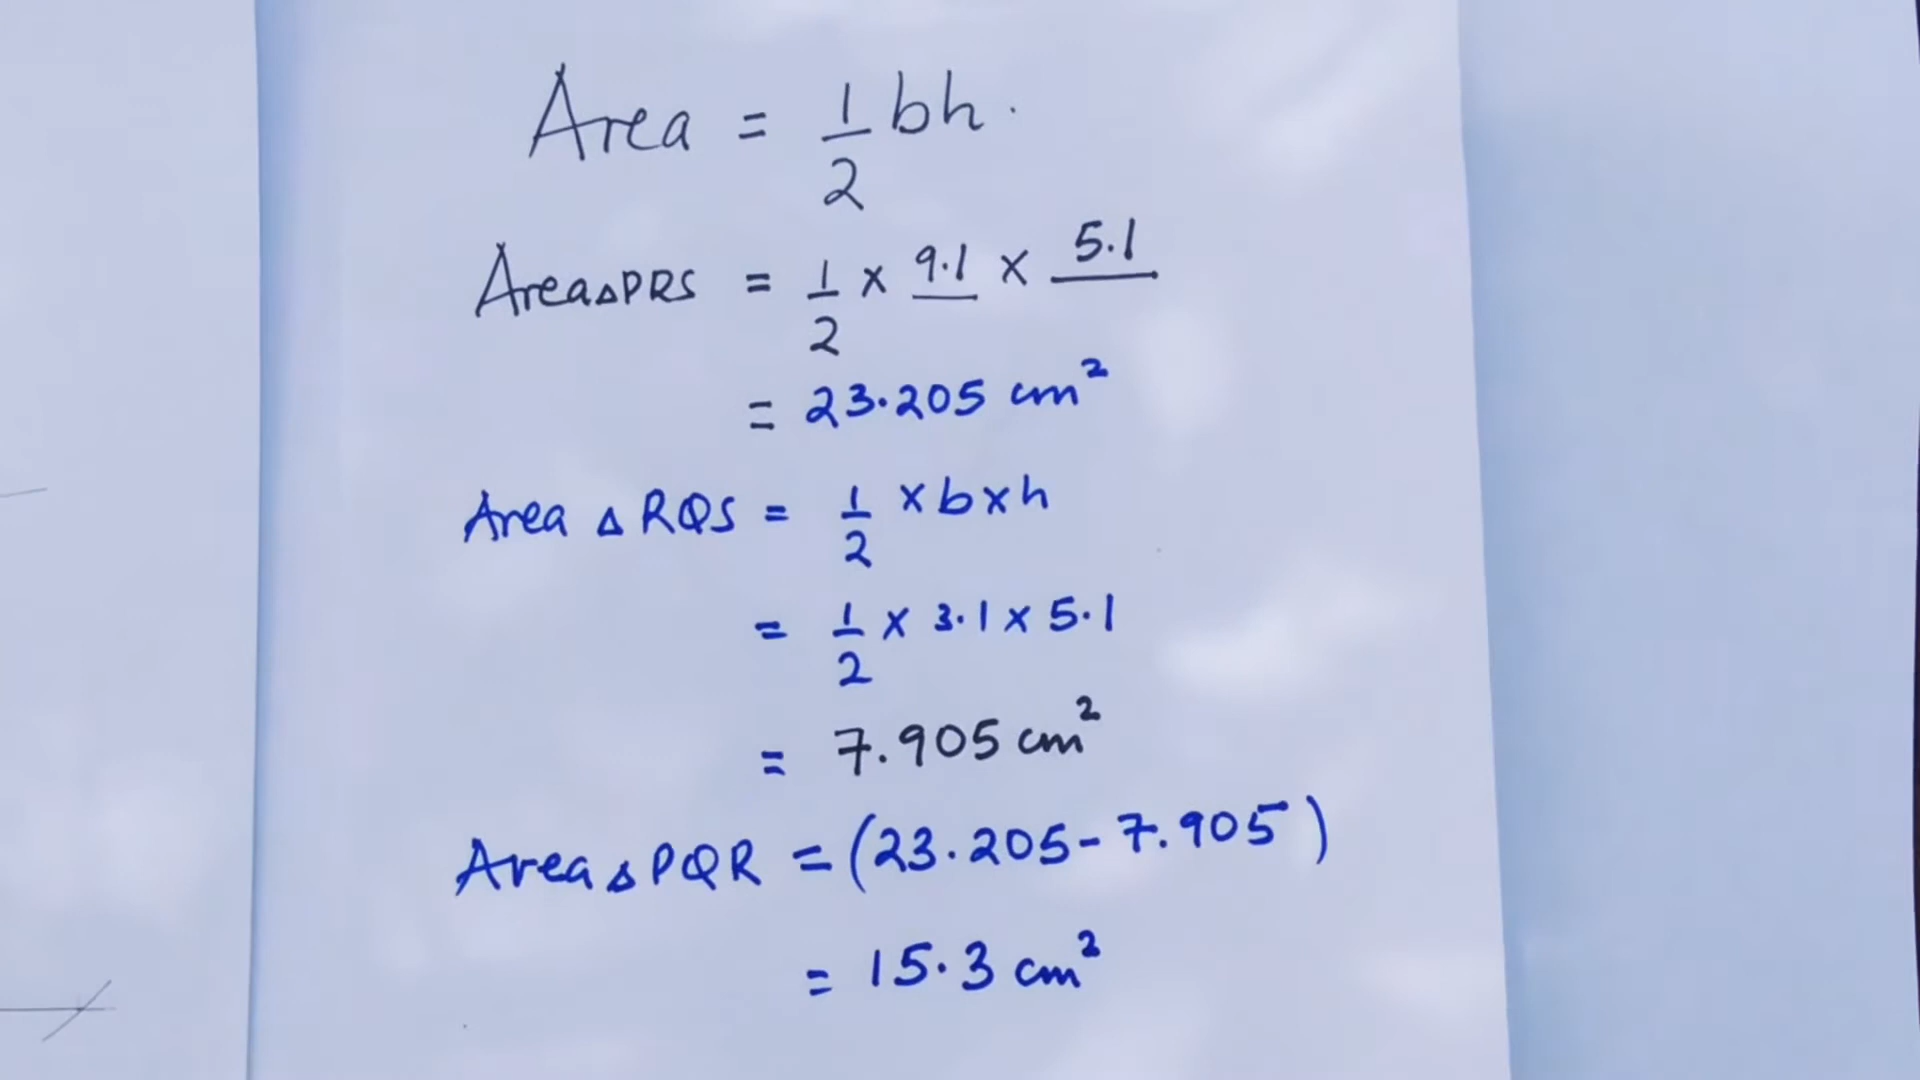 Area = 1/2 bh.
Area△PRS = 1/2 × 9.1 × 5.1
= 23.205 cm²
Area △ RQS = 1/2 × b × h
= 1/2 × 3.1 × 5.1
= 7.905 cm²
Area △ PQR = (23.205 - 7.905)
= 15.3 cm²